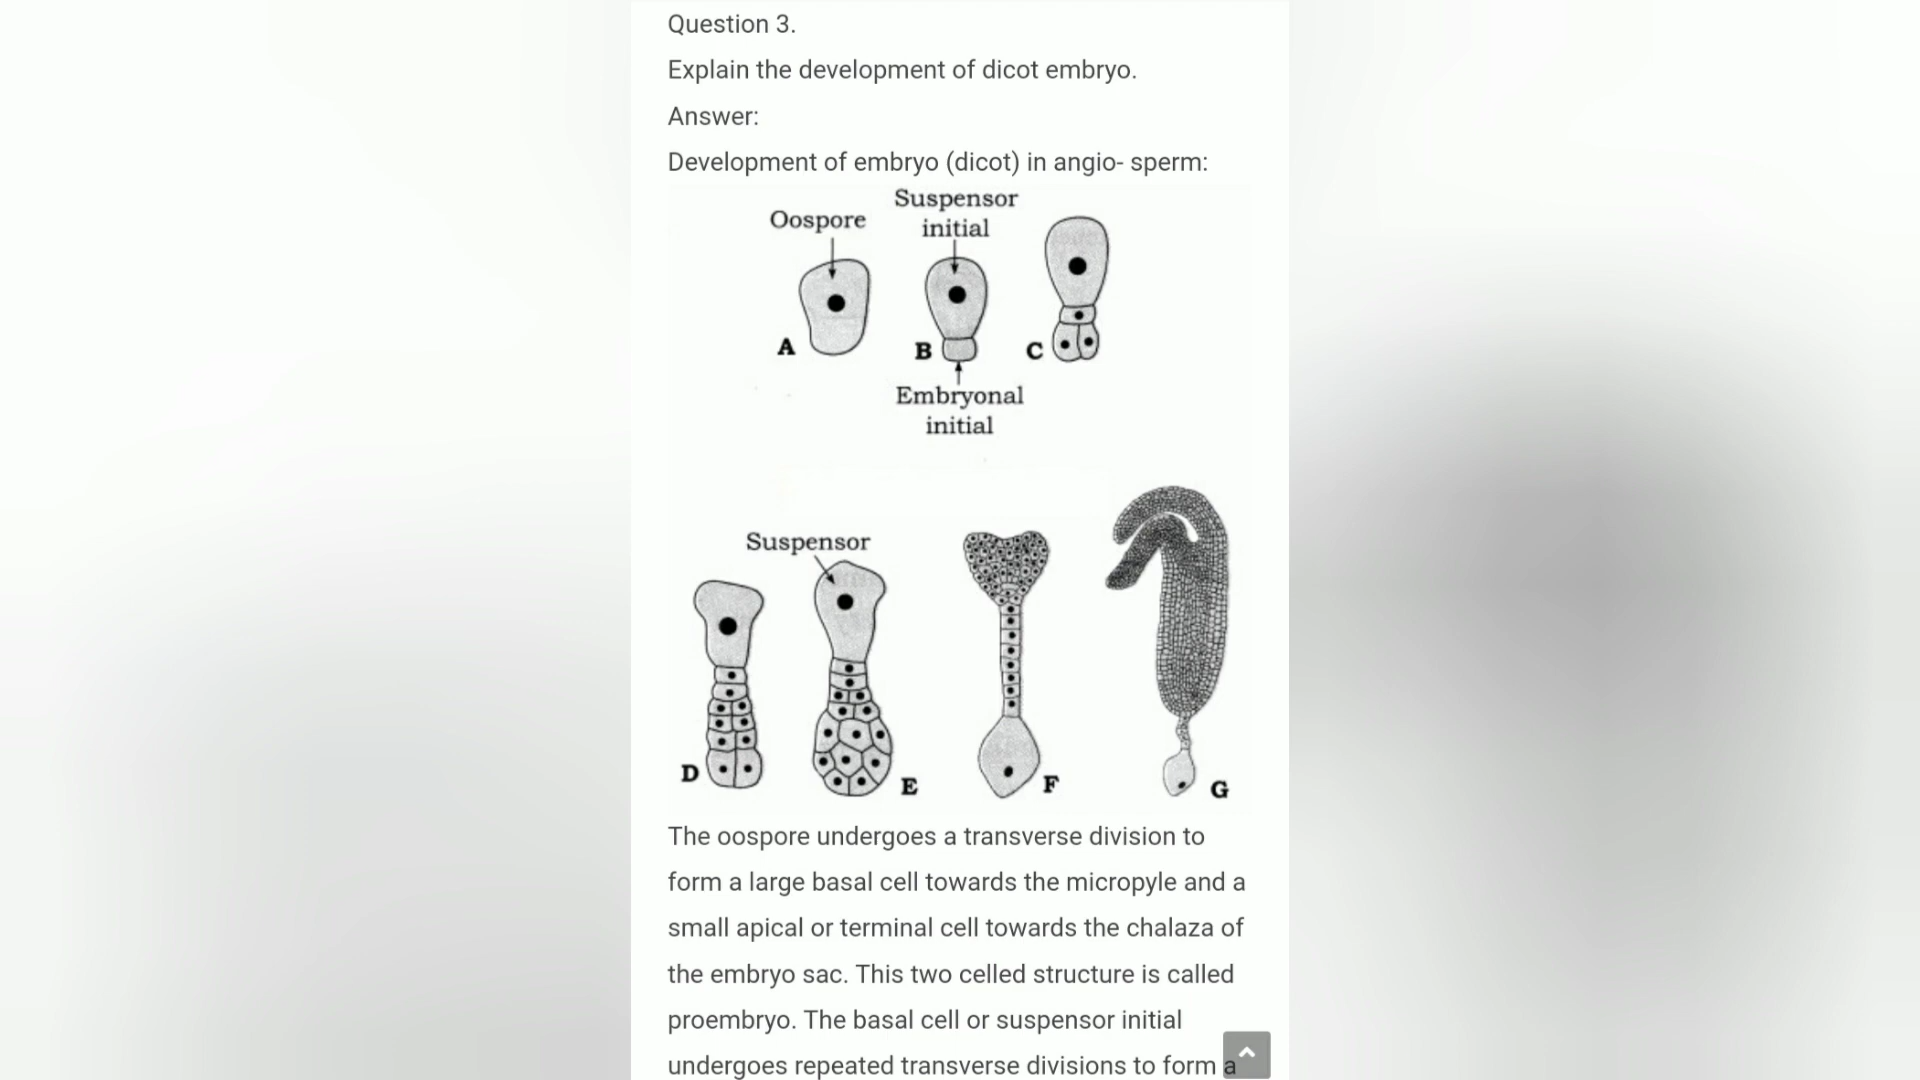 Question 3.
Explain the development of dicot embryo.
Answer:
Development of embryo (dicot) in angio- sperm:
Oospore
Suspensor
initial
A
B
C
Embryonal
initial
Suspensor
D
E
F
G
The oospore undergoes a transverse division to
form a large basal cell towards the micropyle and a
small apical or terminal cell towards the chalaza of
the embryo sac. This two celled structure is called
proembryo. The basal cell or suspensor initial
undergoes repeated transverse divisions to form a